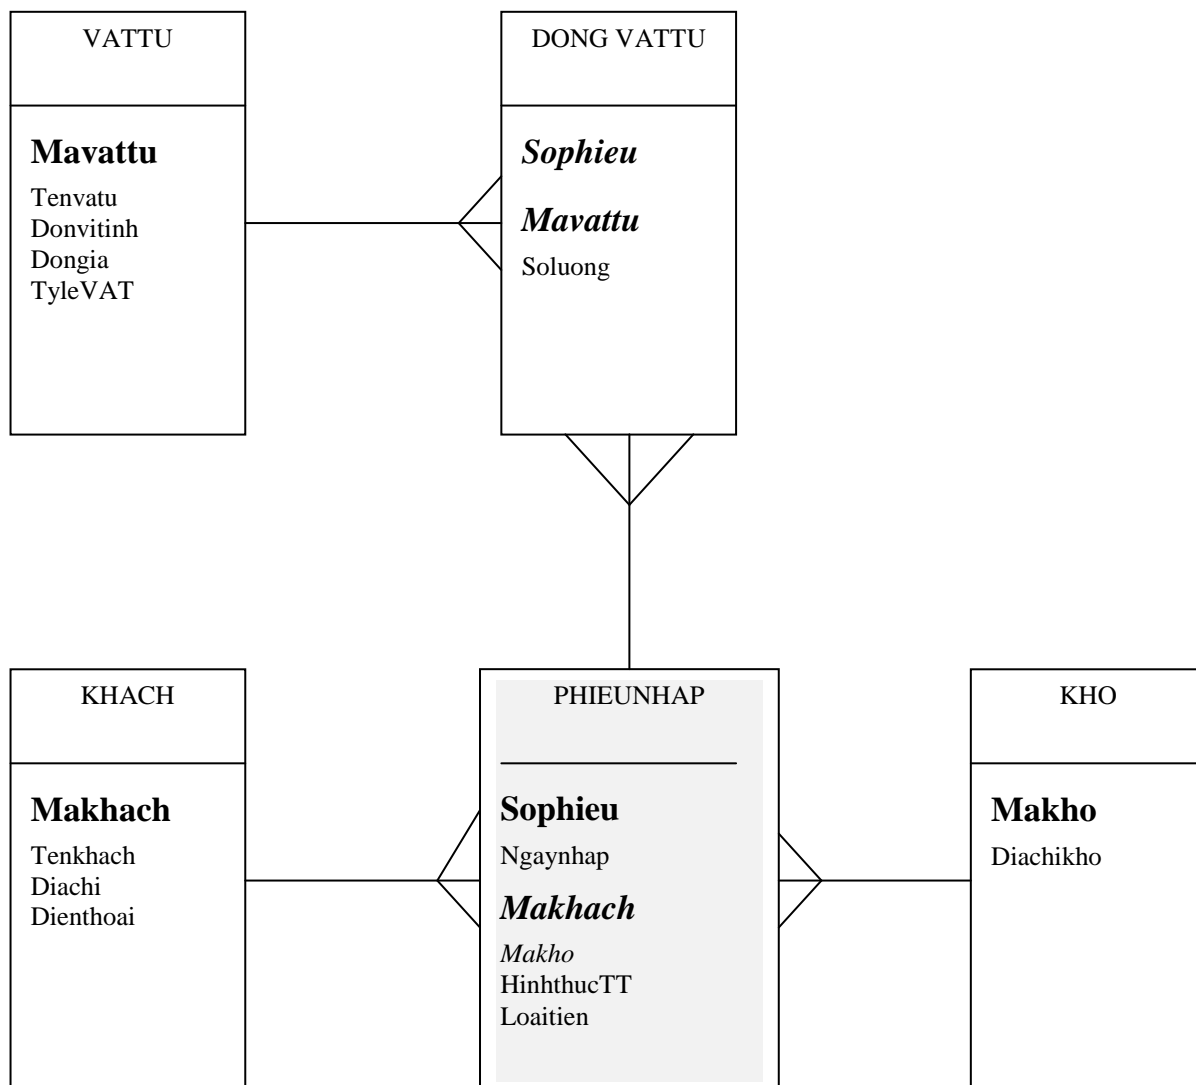 VATTU
Mavattu
Tenvatu
Donvitinh
Dongia
TyleVAT
DONG VATTU
Sophieu
Mavattu
Soluong
KHACH
Makhach
Tenkhach
Diachi
Dienthoai
PHIEUNHAP
Sophieu
Ngaynhap
Makhach
Makho
HinhthucTT
Loaitien
KHO
Makho
Diachikho